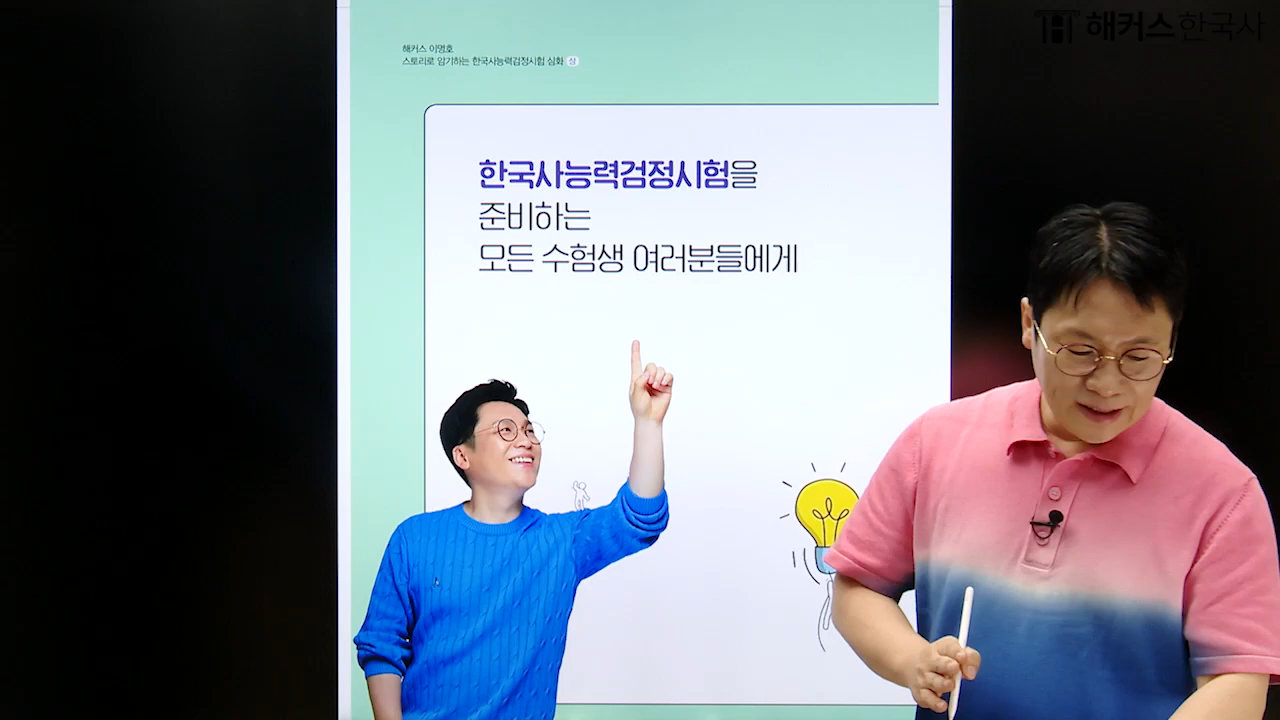 해커스 이명호
스토리로 암기하는 한국사능력검정시험 심화 상
한국사능력검정시험을
준비하는
모든 수험생 여러분들에게
해커스한국사